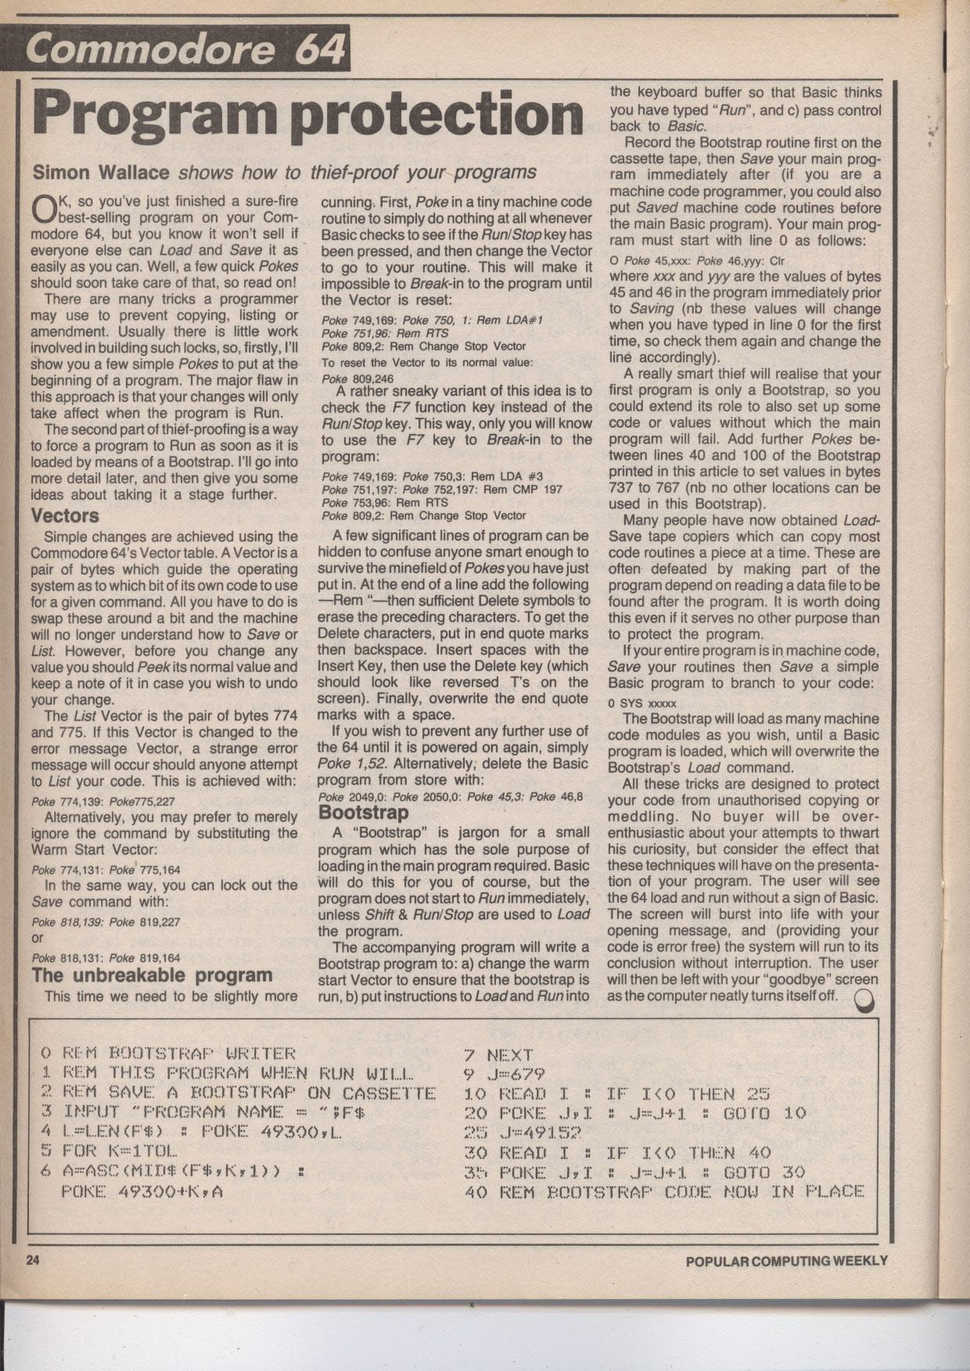 Commodore 64
Program protection
Simon Wallace shows how to thief-proof your programs
OK, so you've just finished a sure-fire
best-selling program on your Com-
modore 64, but you know it won't sell if
everyone else can Load and Save it as
easily as you can. Well, a few quick Pokes
should soon take care of that, so read on!
There are many tricks a programmer
may use to prevent copying, listing or
amendment. Usually there is little work
involved in building such locks, so, firstly, I'll
show you a few simple Pokes to put at the
beginning of a program. The major flaw in
this approach is that your changes will only
take affect when the program is Run.
The second part of thief-proofing is a way
to force a program to Run as soon as it is
loaded by means of a Bootstrap. I'll go into
more detail later, and then give you some
ideas about taking it a stage further.
Vectors
Simple changes are achieved using the
Commodore 64's Vector table. A Vector is a
pair of bytes which guide the operating
system as to which bit of its own code to use
for a given command. All you have to do is
swap these around a bit and the machine
will no longer understand how to Save or
List. However, before you change any
value you should Peek its normal value and
keep a note of it in case you wish to undo
your change.
The List Vector is the pair of bytes 774
and 775. If this Vector is changed to the
error message Vector, a strange error
message will occur should anyone attempt
to List your code. This is achieved with:
Poke 774,139: Poke775,227
Alternatively, you may prefer to merely
ignore the command by substituting the
Warm Start Vector:
Poke 774,131: Poke 775,164
In the same way, you can lock out the
Save command with:
Poke 818,139: Poke 819,227
or
Poke 818,131: Poke 819,164
The unbreakable program
This time we need to be slightly more
cunning. First, Poke in a tiny machine code
routine to simply do nothing at all whenever
Basic checks to see if the Run/Stop key has
been pressed, and then change the Vector
to go to your routine. This will make it
impossible to Break-in to the program until
the Vector is reset:
Poke 749,169: Poke 750, 1: Rem LDA#1
Poke 751,96: Rem RTS
Poke 809,2: Rem Change Stop Vector
To reset the Vector to its normal value:
Poke 809,246
A rather sneaky variant of this idea is to
check the F7 function key instead of the
Run/Stop key. This way, only you will know
to use the F7 key to Break-in to the
program:
Poke 749,169: Poke 750,3: Rem LDA #3
Poke 751,197: Poke 752,197: Rem CMP 197
Poke 753,96: Rem RTS
Poke 809,2: Rem Change Stop Vector
A few significant lines of program can be
hidden to confuse anyone smart enough to
survive the minefield of Pokes you have just
put in. At the end of a line add the following
—Rem "—then sufficient Delete symbols to
erase the preceding characters. To get the
Delete characters, put in end quote marks
then backspace. Insert spaces with the
Insert Key, then use the Delete key (which
should look like reversed T's on the
screen). Finally, overwrite the end quote
marks with a space.
If you wish to prevent any further use of
the 64 until it is powered on again, simply
Poke 1,52. Alternatively, delete the Basic
program from store with:
Poke 2049,0: Poke 2050,0: Poke 45,3: Poke 46,8
Bootstrap
A "Bootstrap" is jargon for a small
program which has the sole purpose of
loading in the main program required. Basic
will do this for you of course, but the
program does not start to Run immediately,
unless Shift & Run/Stop are used to Load
the program.
The accompanying program will write a
Bootstrap program to: a) change the warm
start Vector to ensure that the bootstrap is
run, b) put instructions to Load and Run into
the keyboard buffer so that Basic thinks
you have typed "Run", and c) pass control
back to Basic.
Record the Bootstrap routine first on the
cassette tape, then Save your main prog-
ram immediately after (if you are a
machine code programmer, you could also
put Saved machine code routines before
the main Basic program). Your main prog-
ram must start with line 0 as follows:
O Poke 45,xxx: Poke 46,yyy: Clr
where xxx and yyy are the values of bytes
45 and 46 in the program immediately prior
to Saving (nb these values will change
when you have typed in line 0 for the first
time, so check them again and change the
line accordingly).
A really smart thief will realise that your
first program is only a Bootstrap, so you
could extend its role to also set up some
code or values without which the main
program will fail. Add further Pokes be-
tween lines 40 and 100 of the Bootstrap
printed in this article to set values in bytes
737 to 767 (nb no other locations can be
used in this Bootstrap).
Many people have now obtained Load-
Save tape copiers which can copy most
code routines a piece at a time. These are
often defeated by making part of the
program depend on reading a data file to be
found after the program. It is worth doing
this even if it serves no other purpose than
to protect the program.
If your entire program is in machine code,
Save your routines then Save a simple
Basic program to branch to your code:
0 SYS xxxxx
The Bootstrap will load as many machine
code modules as you wish, until a Basic
program is loaded, which will overwrite the
Bootstrap's Load command.
All these tricks are designed to protect
your code from unauthorised copying or
meddling. No buyer will be over-
enthusiastic about your attempts to thwart
his curiosity, but consider the effect that
these techniques will have on the presenta-
tion of your program. The user will see
the 64 load and run without a sign of Basic.
The screen will burst into life with your
opening message, and (providing your
code is error free) the system will run to its
conclusion without interruption. The user
will then be left with your "goodbye" screen
as the computer neatly turns itself off.
0 REM BOOTSTRAP WRITER
1 REM THIS PROGRAM WHEN RUN WILL
2 REM SAVE A BOOTSTRAP ON CASSETTE
3 INPUT "PROGRAM NAME = ";F$
4 L=LEN(F$) : POKE 49300,L
5 FOR K=1TOL
6 A=ASC(MID$(F$,K,1)) :
POKE 49300+K,A
7 NEXT
9 J=679
10 READ I : IF I<0 THEN 25
20 POKE J,I : J=J+1 : GOTO 10
25 J=49152
30 READ I : IF I<0 THEN 40
35 POKE J,I : J=J+1 : GOTO 30
40 REM BOOTSTRAP CODE NOW IN PLACE
24
POPULAR COMPUTING WEEKLY